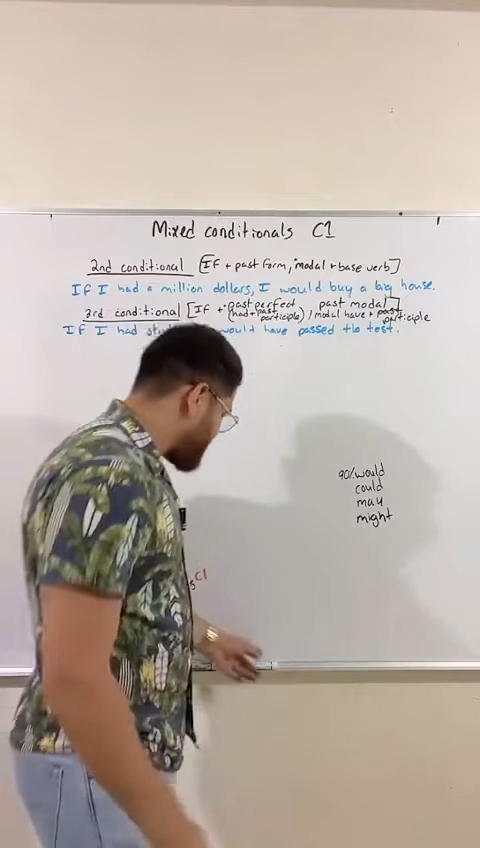 Mixed conditionals C1
2nd conditional [If + past form, modal + base verb]
If I had a million dollars, I would buy a big house.
3rd conditional [If + past perfect, past modal]
(had + past participle) / modal have + past participle
If I had would have passed the test.
90% would
could
may
might
C1